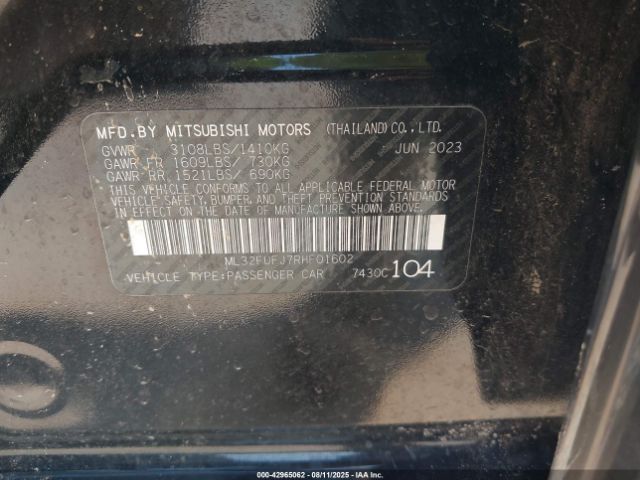 MFD.BY MITSUBISHI MOTORS (THAILAND)CO.,LTD.
GVWR 3108LBS/1410KG JUN 2023
GAWR FR 1609LBS/ 730KG
GAWR RR 1521LBS/ 690KG
THIS VEHICLE CONFORMS TO ALL APPLICABLE FEDERAL MOTOR
VEHICLE SAFETY, BUMPER, AND THEFT PREVENTION STANDARDS
IN EFFECT ON THE DATE OF MANUFACTURE SHOWN ABOVE.
ML32FUFJ7RHF01602
VEHICLE TYPE:PASSENGER CAR 7430C 104
000-42965062 - 08/11/2025 - IAAI.COM